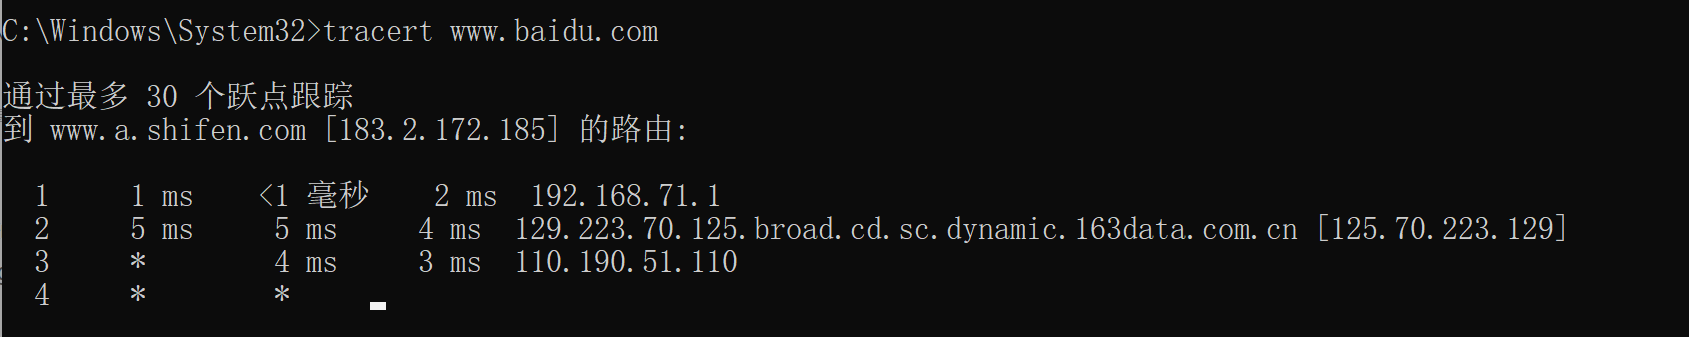 C:\Windows\System32>tracert www.baidu.com
通过最多 30 个跃点跟踪
到 www.a.shifen.com [183.2.172.185] 的路由:
1 1 ms <1 毫秒 2 ms 192.168.71.1
2 5 ms 5 ms 4 ms 129.223.70.125.broad.cd.sc.dynamic.163data.com.cn [125.70.223.129]
3 * 4 ms 3 ms 110.190.51.110
4 * *